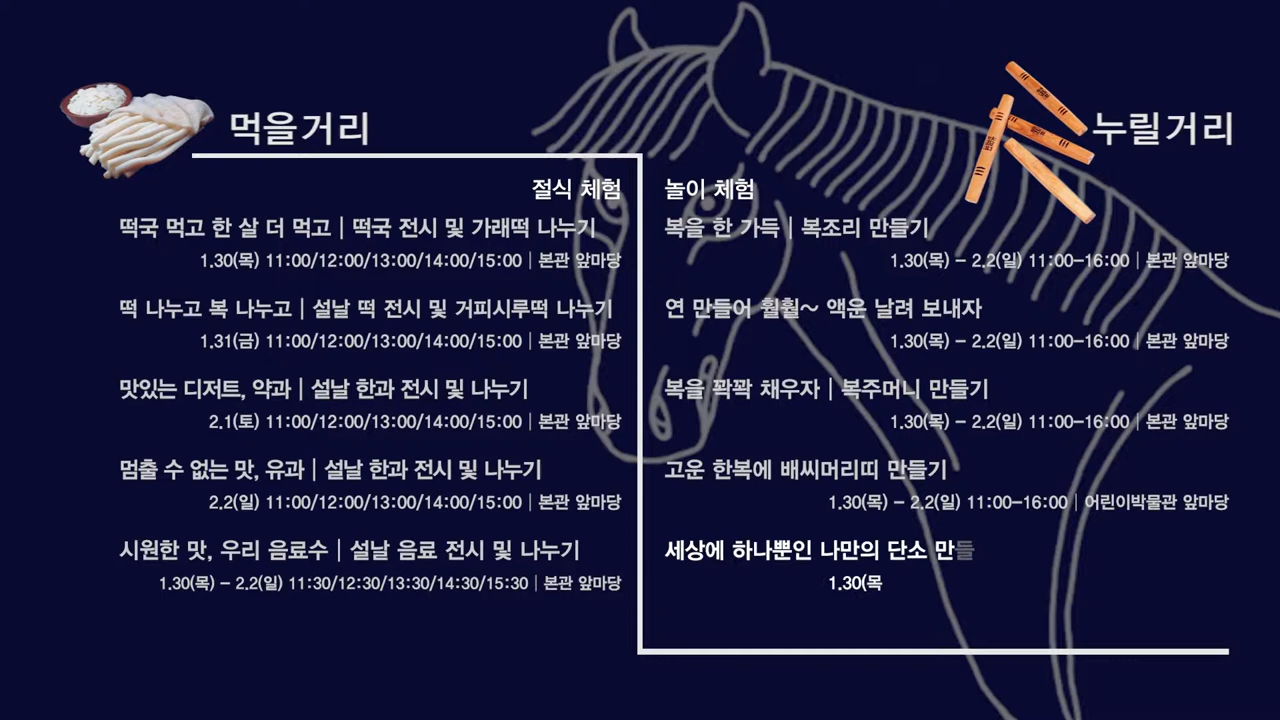 먹을거리
절식 체험
떡국 먹고 한 살 더 먹고 | 떡국 전시 및 가래떡 나누기
1.30(목) 11:00/12:00/13:00/14:00/15:00 | 본관 앞마당
떡 나누고 복 나누고 | 설날 떡 전시 및 거피시루떡 나누기
1.31(금) 11:00/12:00/13:00/14:00/15:00 | 본관 앞마당
맛있는 디저트, 약과 | 설날 한과 전시 및 나누기
2.1(토) 11:00/12:00/13:00/14:00/15:00 | 본관 앞마당
멈출 수 없는 맛, 유과 | 설날 한과 전시 및 나누기
2.2(일) 11:00/12:00/13:00/14:00/15:00 | 본관 앞마당
시원한 맛, 우리 음료수 | 설날 음료 전시 및 나누기
1.30(목) - 2.2(일) 11:30/12:30/13:30/14:30/15:30 | 본관 앞마당
누릴거리
놀이 체험
복을 한 가득 | 복조리 만들기
1.30(목) - 2.2(일) 11:00-16:00 | 본관 앞마당
연 만들어 훨훨~ 액운 날려 보내자
1.30(목) - 2.2(일) 11:00-16:00 | 본관 앞마당
복을 꽉꽉 채우자 | 복주머니 만들기
1.30(목) - 2.2(일) 11:00-16:00 | 본관 앞마당
고운 한복에 배씨머리띠 만들기
1.30(목) - 2.2(일) 11:00-16:00 | 어린이박물관 앞마당
세상에 하나뿐인 나만의 단소 만들
1.30(목